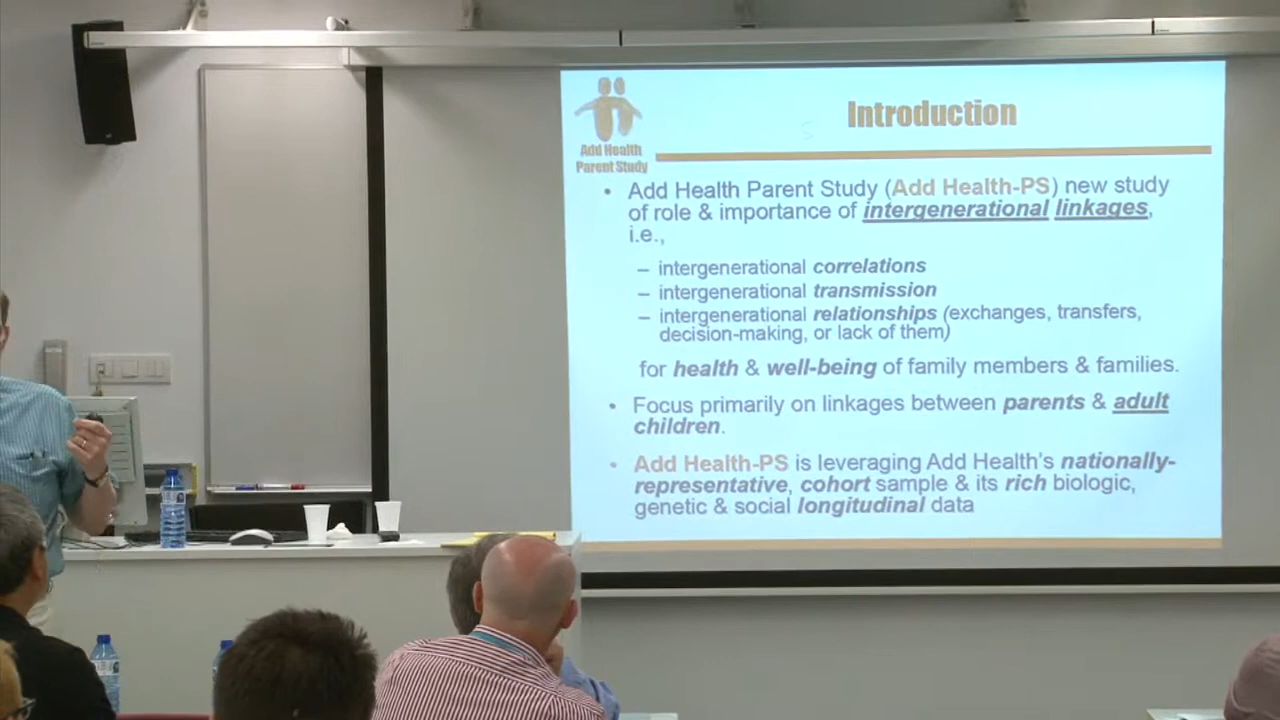 Introduction
Add Health
Parent Study
• Add Health Parent Study (Add Health-PS) new study
of role & importance of intergenerational linkages,
i.e.,
– intergenerational correlations
– intergenerational transmission
– intergenerational relationships (exchanges, transfers,
decision-making, or lack of them)
for health & well-being of family members & families.
• Focus primarily on linkages between parents & adult
children.
• Add Health-PS is leveraging Add Health's nationally-
representative, cohort sample & its rich biologic,
genetic & social longitudinal data